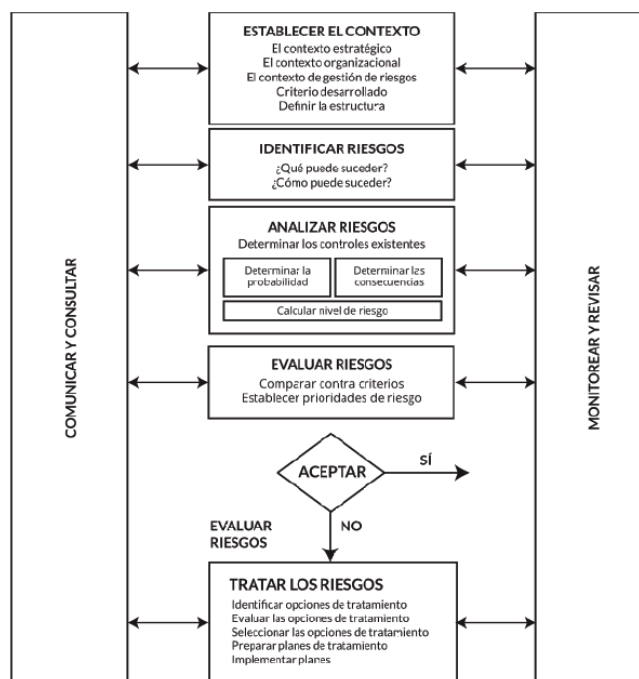 COMUNICAR Y CONSULTAR
ESTABLECER EL CONTEXTO
El contexto estratégico
El contexto organizacional
El contexto de gestión de riesgos
Criterio desarrollado
Definir la estructura
IDENTIFICAR RIESGOS
¿Qué puede suceder?
¿Cómo puede suceder?
ANALIZAR RIESGOS
Determinar los controles existentes
Determinar la
probabilidad
Determinar las
consecuencias
Calcular nivel de riesgo
EVALUAR RIESGOS
Comparar contra criterios
Establecer prioridades de riesgo
ACEPTAR
SÍ
NO
EVALUAR
RIESGOS
TRATAR LOS RIESGOS
Identificar opciones de tratamiento
Evaluar las opciones de tratamiento
Seleccionar las opciones de tratamiento
Preparar planes de tratamiento
Implementar planes
MONITOREAR Y REVISAR